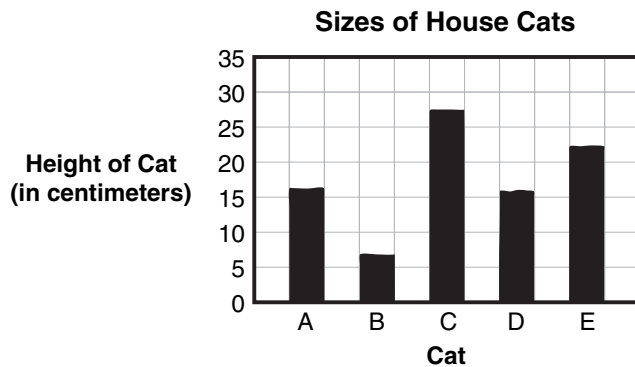 Sizes of House Cats
Height of Cat
(in centimeters)
35
30
25
20
15
10
5
0
A B C D E
Cat